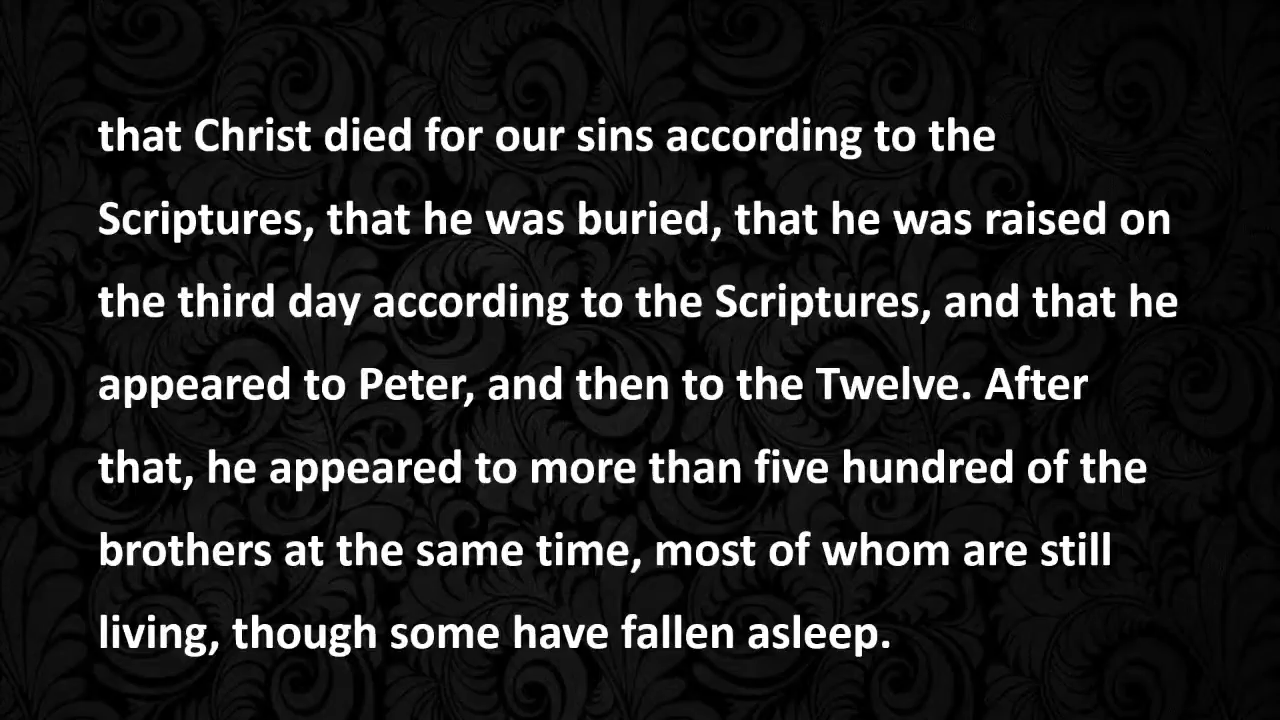 that Christ died for our sins according to the
Scriptures, that he was buried, that he was raised on
the third day according to the Scriptures, and that he
appeared to Peter, and then to the Twelve. After
that, he appeared to more than five hundred of the
brothers at the same time, most of whom are still
living, though some have fallen asleep.